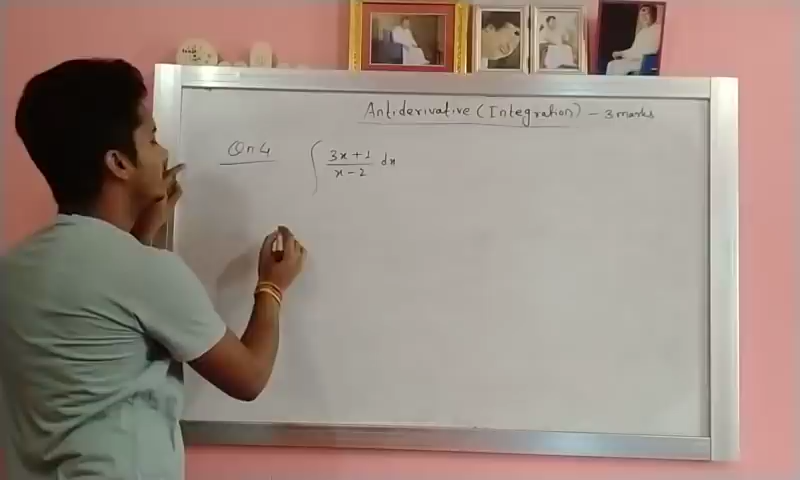 Antiderivative (Integration) - 3 marks
Qn 4 ∫ (3x + 1)/(x - 2) dx